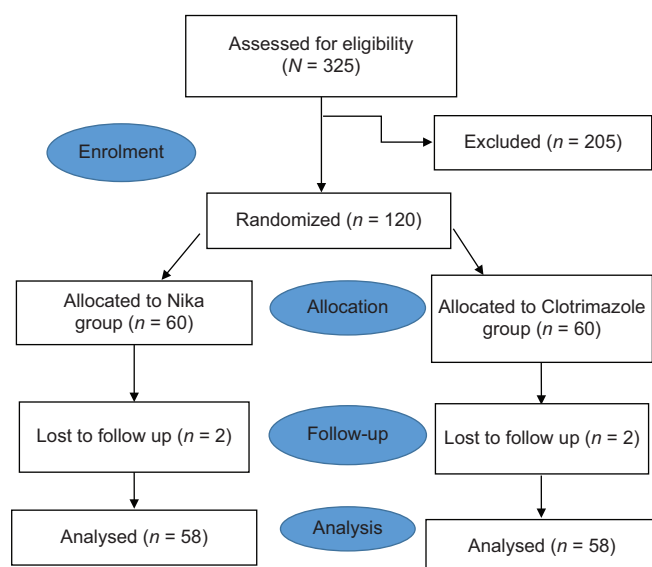 Assessed for eligibility
(N = 325)
Enrolment
Excluded (n = 205)
Randomized (n = 120)
Allocated to Nika
group (n = 60)
Allocation
Allocated to Clotrimazole
group (n = 60)
Lost to follow up (n = 2)
Follow-up
Lost to follow up (n = 2)
Analysed (n = 58)
Analysis
Analysed (n = 58)